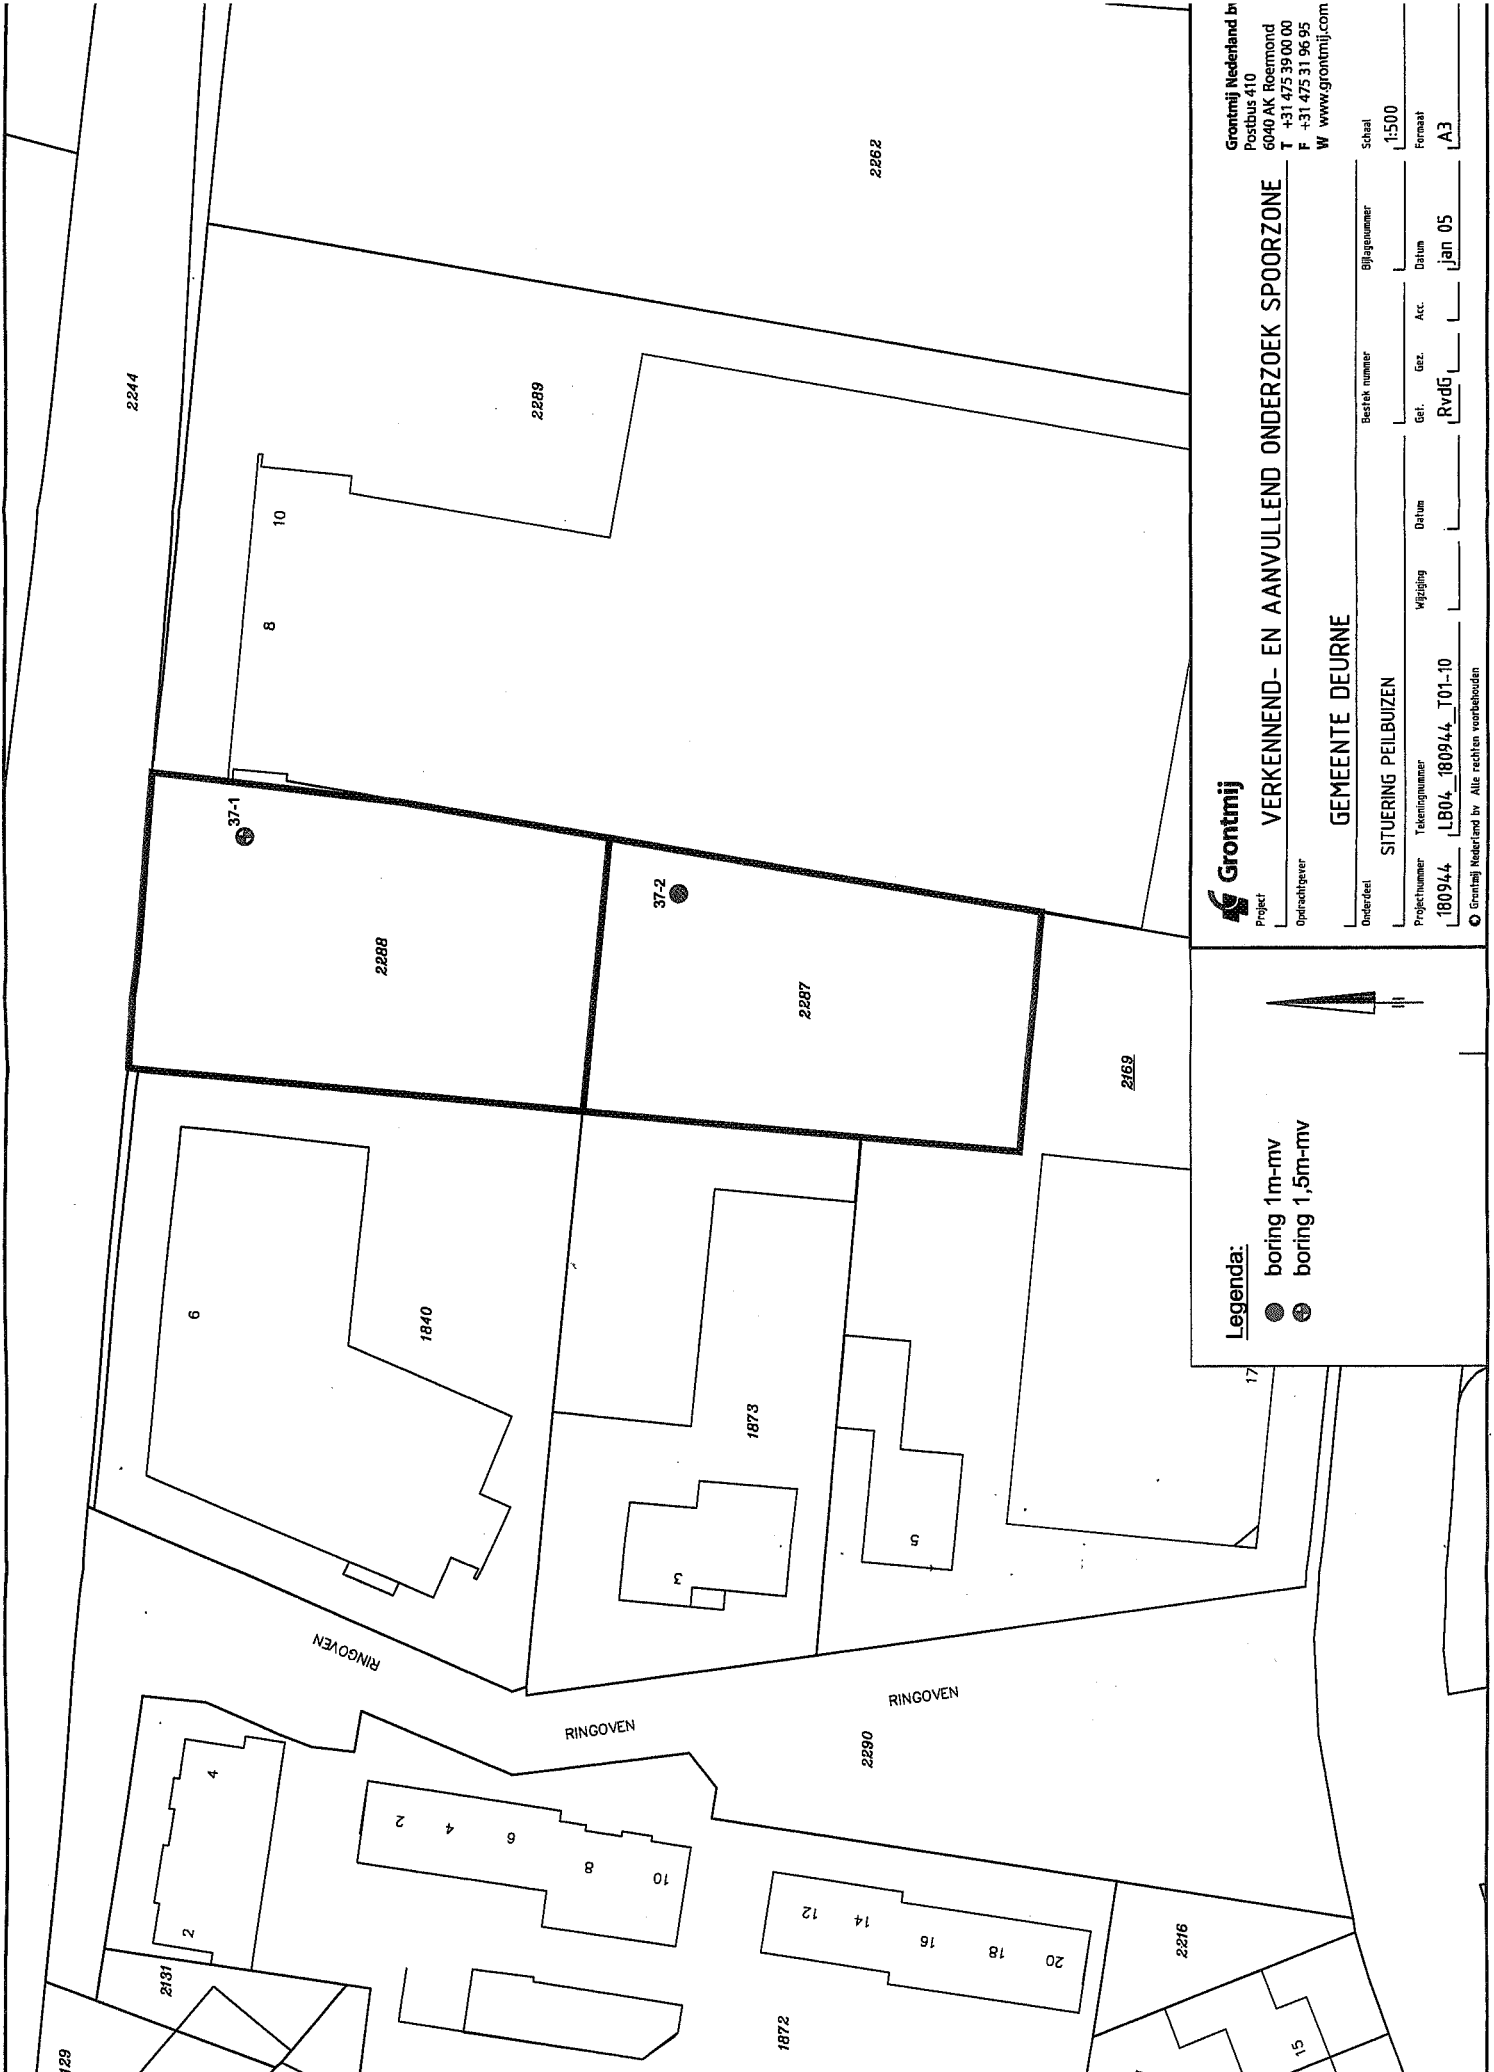 2244
2262
2289
10
8
37-1
2288
37-2
2287
2169
6
1840
1873
3
5
17
RINGOVEN
RINGOVEN
RINGOVEN
2290
4
2
2131
2
4
6
8
10
12
14
16
18
20
2216
1872
15
129
Legenda:
boring 1m-mv
boring 1,5m-mv
Grontmij
Grontmij Nederland bv
Postbus 410
6040 AK Roermond
T +31 475 39 00 00
F +31 475 31 96 95
W www.grontmij.com
Project
VERKENNEND- EN AANVULLEND ONDERZOEK SPOORZONE
Opdrachtgever
GEMEENTE DEURNE
Onderdeel
Bestek nummer
Bijlagenummer
Schaal
SITUERING PEILBUIZEN
1:500
Projectnummer
Tekeningnummer
Wijziging
Datum
Get.
Gez.
Acc.
Datum
Formaat
180944
LB04_180944_T01-10
RvdG
jan 05
A3
© Grontmij Nederland bv Alle rechten voorbehouden